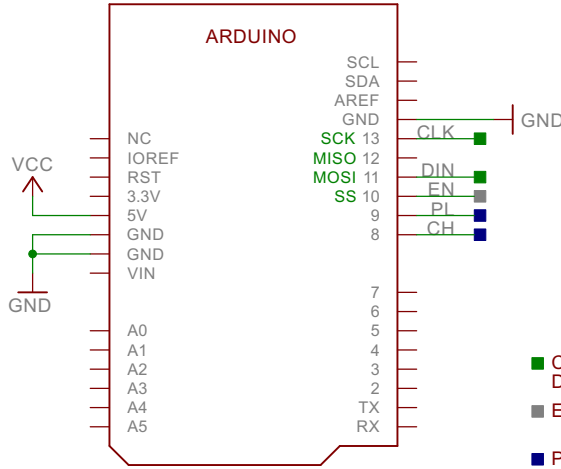 ARDUINO
SCL
SDA
AREF
GND
GND
SCK 13 CLK
MISO 12
MOSI 11 DIN
SS 10 EN
9 PL
8 CH
7
6
5
4
3
2
TX
RX
VCC
NC
IOREF
RST
3.3V
5V
GND
GND
VIN
GND
A0
A1
A2
A3
A4
A5
C
D
E
P